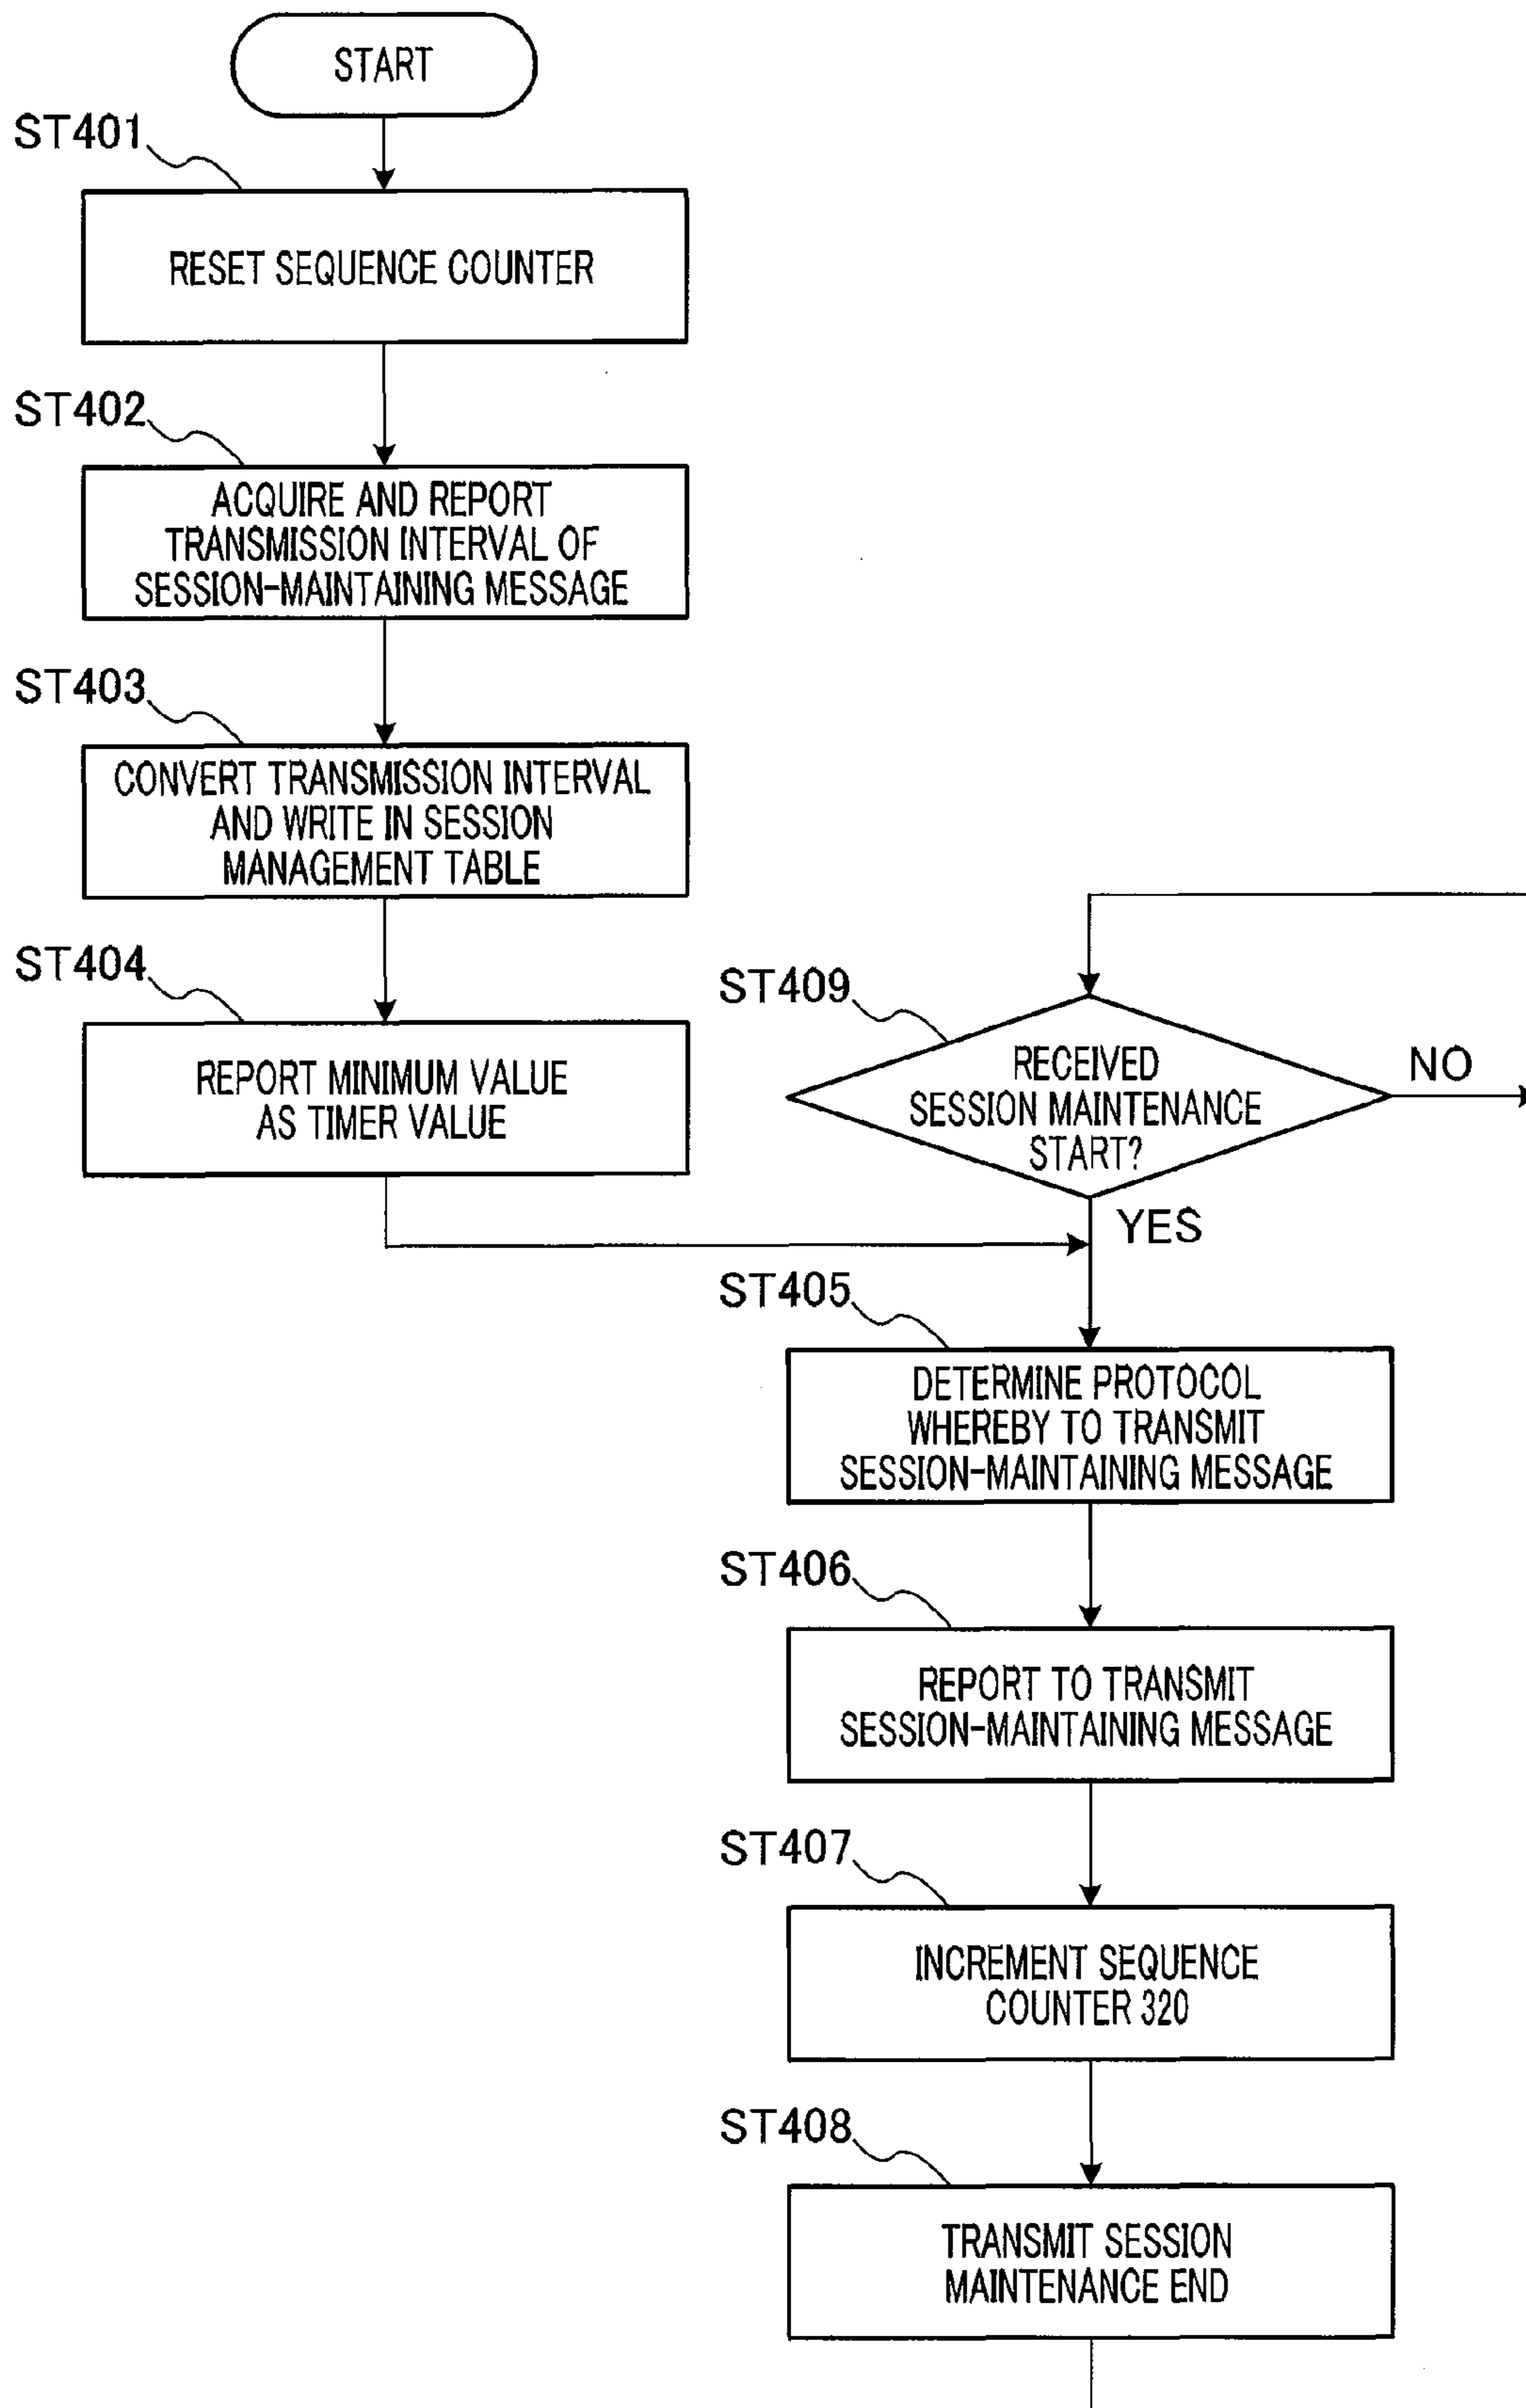 START
ST401
RESET SEQUENCE COUNTER
ST402
ACQUIRE AND REPORT
TRANSMISSION INTERVAL OF
SESSION-MAINTAINING MESSAGE
ST403
CONVERT TRANSMISSION INTERVAL
AND WRITE IN SESSION
MANAGEMENT TABLE
ST404
REPORT MINIMUM VALUE
AS TIMER VALUE
ST409
RECEIVED
SESSION MAINTENANCE
START?
NO
YES
ST405
DETERMINE PROTOCOL
WHEREBY TO TRANSMIT
SESSION-MAINTAINING MESSAGE
ST406
REPORT TO TRANSMIT
SESSION-MAINTAINING MESSAGE
ST407
INCREMENT SEQUENCE
COUNTER 320
ST408
TRANSMIT SESSION
MAINTENANCE END